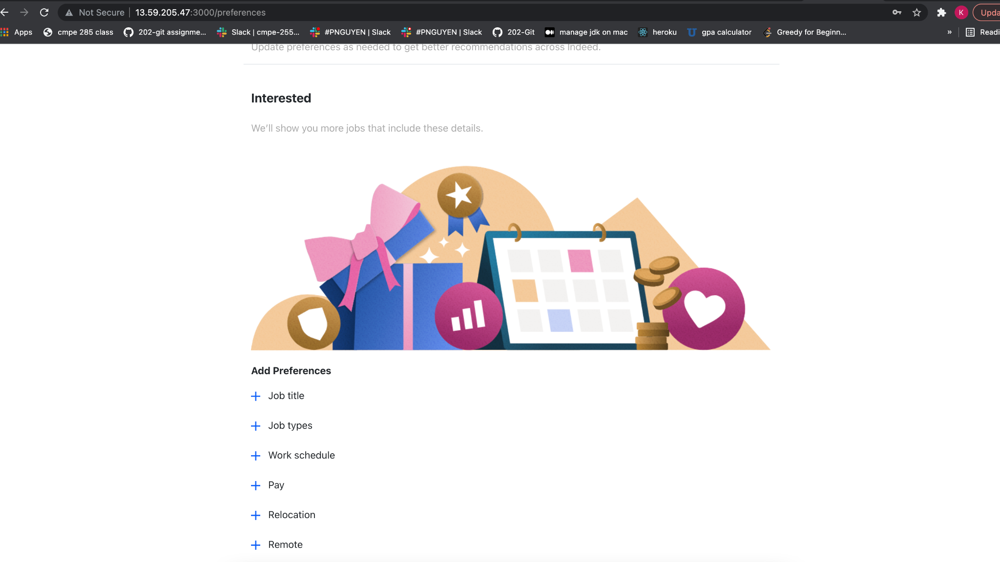 Not Secure | 13.59.205.47:3000/preferences K Upda
Apps cmpe 285 class 202-git assignme... Slack | cmpe-255... #PNGUYEN | Slack #PNGUYEN | Slack 202-Git manage jdk on mac heroku gpa calculator Greedy for Beginn... » Readi
Update preferences as needed to get better recommendations across Indeed.
Interested
We'll show you more jobs that include these details.
Add Preferences
Job title
Job types
Work schedule
Pay
Relocation
Remote